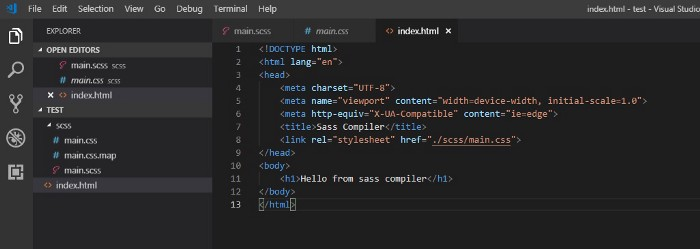 File Edit Selection View Go Debug Terminal Help
index.html - test - Visual Studio
EXPLORER
OPEN EDITORS
main.scss scss
main.css scss
index.html
TEST
scss
main.css
main.css.map
main.scss
index.html
main.scss main.css index.html
1 <!DOCTYPE html>
2 <html lang="en">
3 <head>
4 <meta charset="UTF-8">
5 <meta name="viewport" content="width=device-width, initial-scale=1.0">
6 <meta http-equiv="X-UA-Compatible" content="ie=edge">
7 <title>Sass Compiler</title>
8 <link rel="stylesheet" href="./scss/main.css">
9 </head>
10 <body>
11 <h1>Hello from sass compiler</h1>
12 </body>
13 </html>